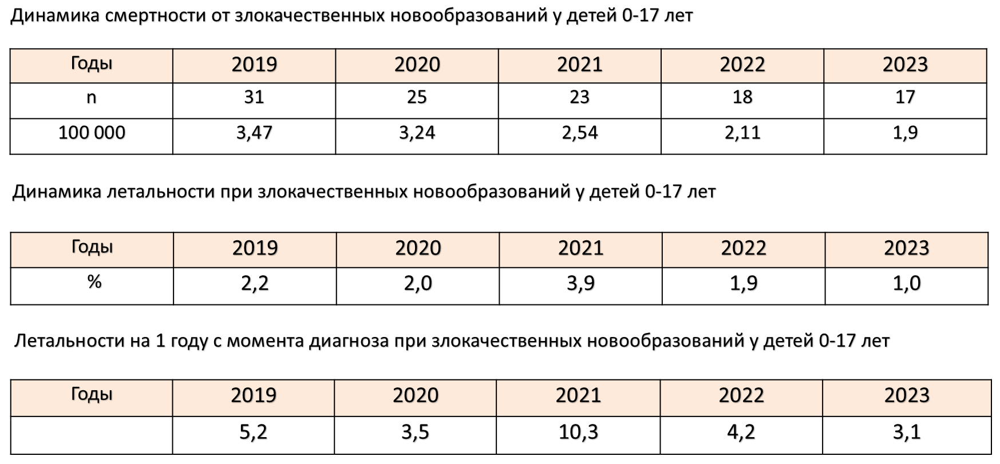 Динамика смертности от злокачественных новообразований у детей 0-17 лет
Годы 2019 2020 2021 2022 2023
n 31 25 23 18 17
100 000 3,47 3,24 2,54 2,11 1,9
Динамика летальности при злокачественных новообразований у детей 0-17 лет
Годы 2019 2020 2021 2022 2023
% 2,2 2,0 3,9 1,9 1,0
Летальности на 1 году с момента диагноза при злокачественных новообразований у детей 0-17 лет
Годы 2019 2020 2021 2022 2023
5,2 3,5 10,3 4,2 3,1